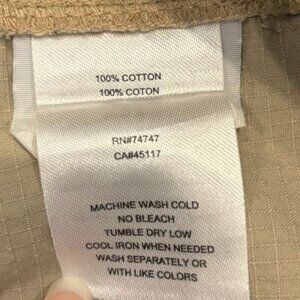 100% COTTON
100% COTON
RN#74747
CA#45117
MACHINE WASH COLD
NO BLEACH
TUMBLE DRY LOW
COOL IRON WHEN NEEDED
WASH SEPARATELY OR
WITH LIKE COLORS